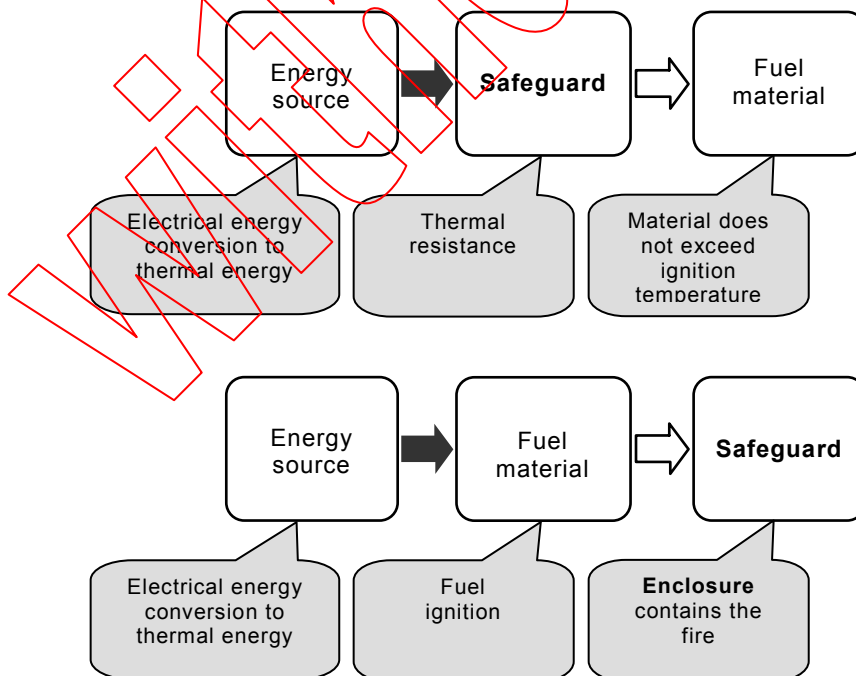 Energy
source
Safeguard
Fuel
material
Electrical energy
conversion to
thermal energy
Thermal
resistance
Material does
not exceed
ignition
temperature
Energy
source
Fuel
material
Safeguard
Electrical energy
conversion to
thermal energy
Fuel
ignition
Enclosure
contains the
fire